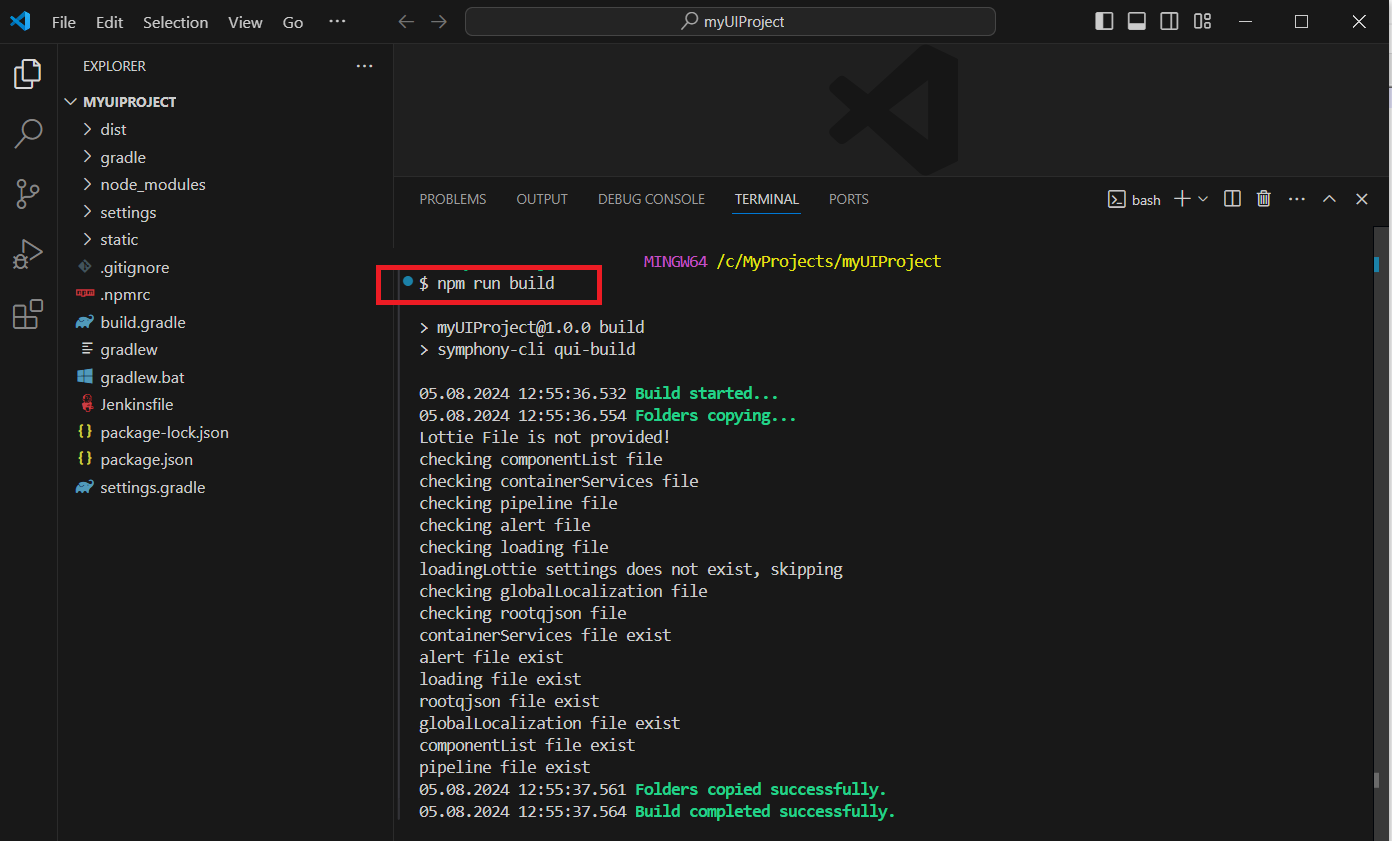 File Edit Selection View Go ··· myUIProject
EXPLORER ···
MYUIPROJECT
dist
gradle
node_modules
settings
static
.gitignore
.npmrc
build.gradle
gradlew
gradlew.bat
Jenkinsfile
package-lock.json
package.json
settings.gradle
PROBLEMS OUTPUT DEBUG CONSOLE TERMINAL PORTS bash
MINGW64 /c/MyProjects/myUIProject
$ npm run build
> myUIProject@1.0.0 build
> symphony-cli qui-build
05.08.2024 12:55:36.532 Build started...
05.08.2024 12:55:36.554 Folders copying...
Lottie File is not provided!
checking componentList file
checking containerServices file
checking pipeline file
checking alert file
checking loading file
loadingLottie settings does not exist, skipping
checking globalLocalization file
checking rootqjson file
containerServices file exist
alert file exist
loading file exist
rootqjson file exist
globalLocalization file exist
componentList file exist
pipeline file exist
05.08.2024 12:55:37.561 Folders copied successfully.
05.08.2024 12:55:37.564 Build completed successfully.